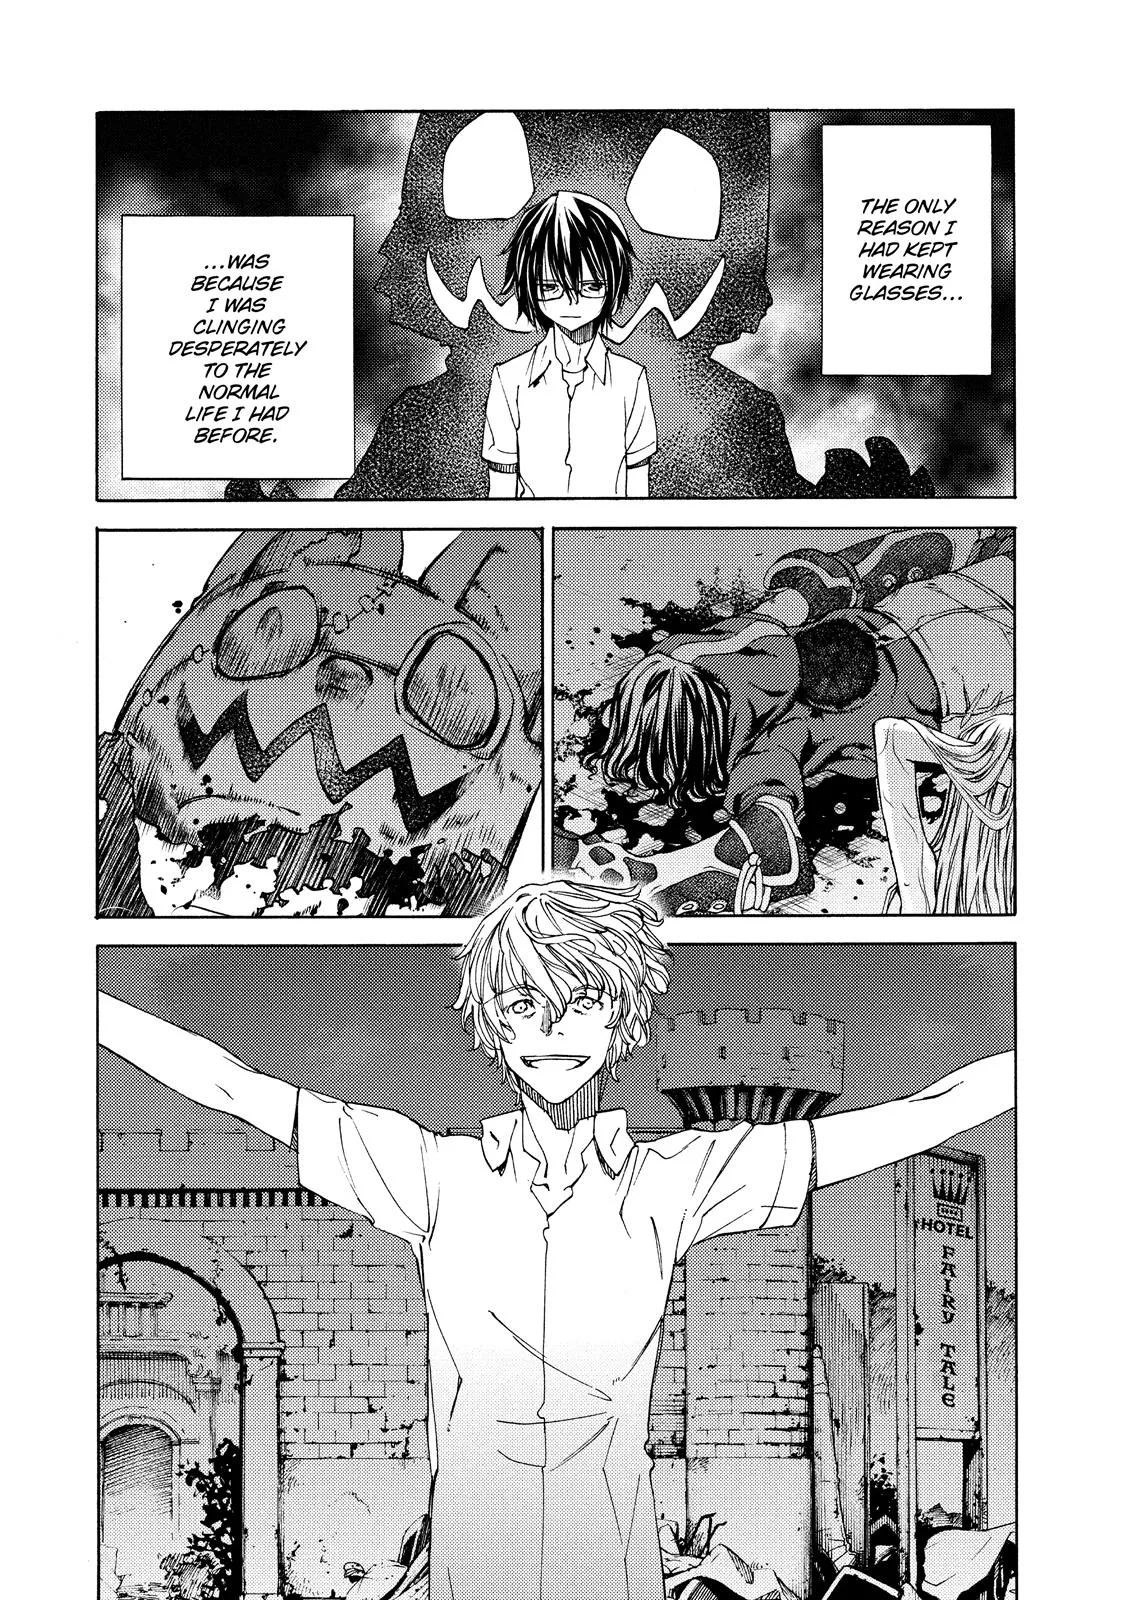 THE ONLY
REASON I
HAD KEPT
WEARING
GLASSES...
...WAS
BECAUSE
I WAS
CLINGING
DESPERATELY
TO THE
NORMAL
LIFE I HAD
BEFORE.
HOTEL
FAIRY TALE